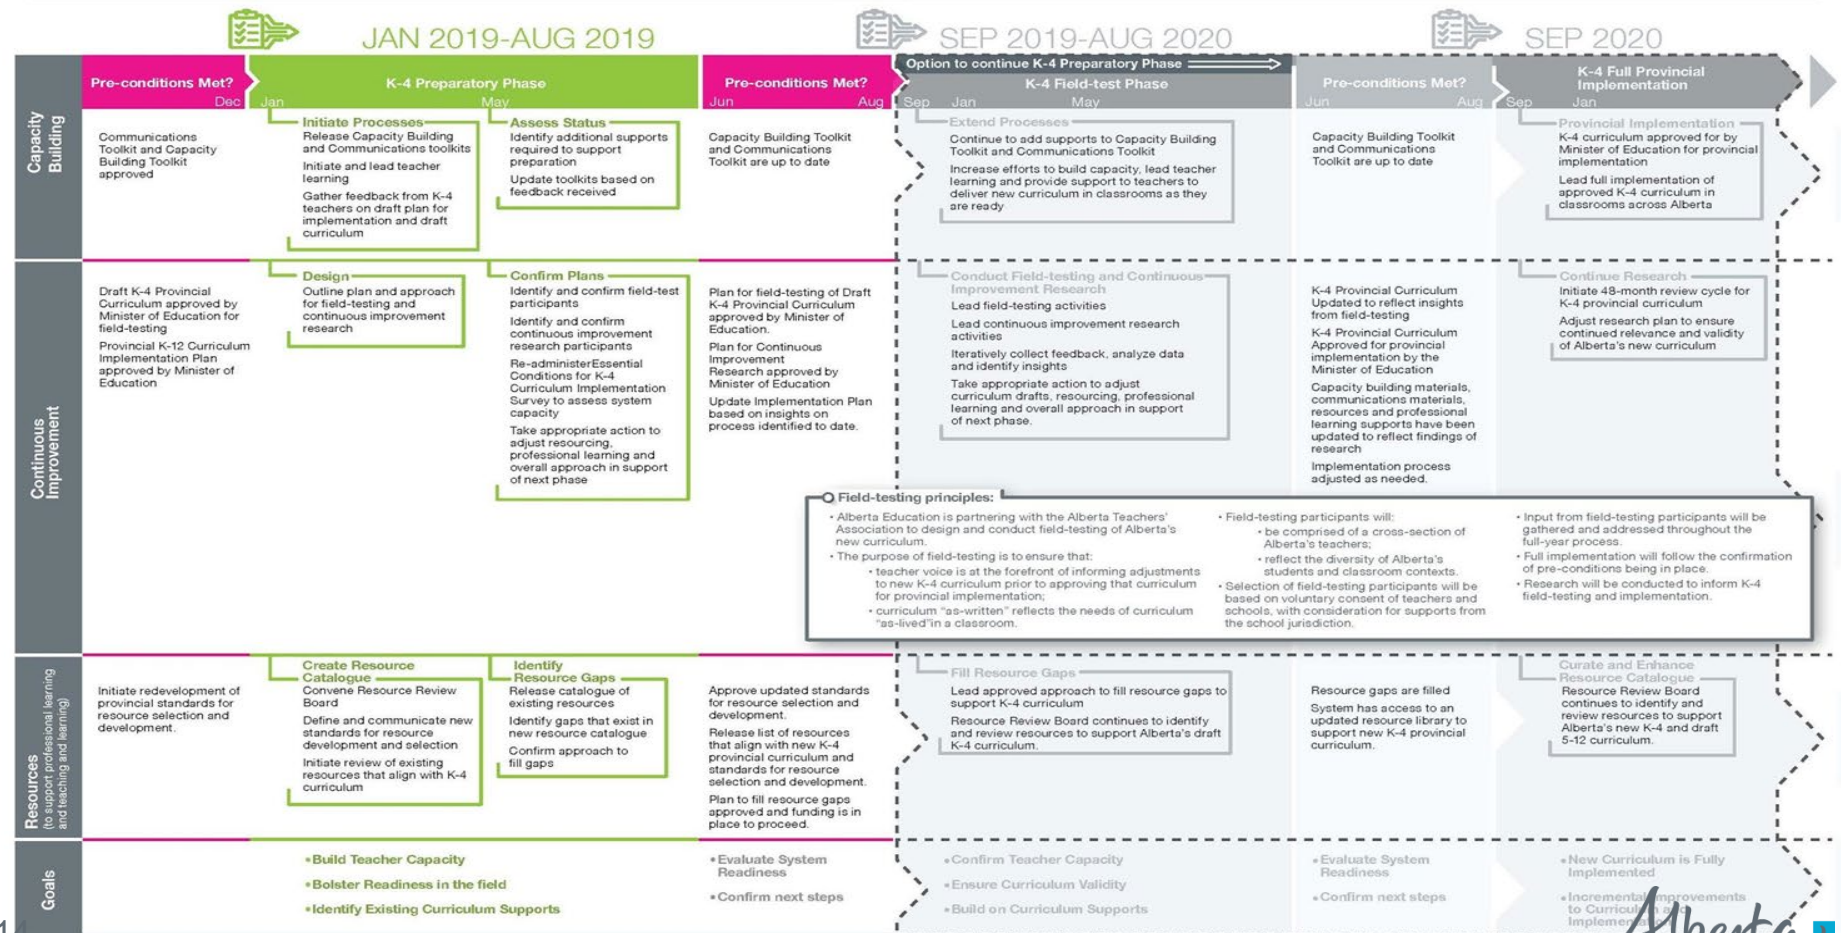 JAN 2019-AUG 2019
SEP 2019-AUG 2020
SEP 2020
Pre-conditions Met?
Dec
K-4 Preparatory Phase
Jan
May
Pre-conditions Met?
Jun
Aug
Option to continue K-4 Preparatory Phase
K-4 Field-test Phase
Sep
Jan
May
Pre-conditions Met?
Jun
Aug
K-4 Full Provincial
Implementation
Sep
Jan
Capacity
Building
Communications
Toolkit and Capacity
Building Toolkit
approved
Initiate Processes
Release Capacity Building
and Communications toolkits
Initiate and lead teacher
learning
Gather feedback from K-4
teachers on draft plan for
implementation and draft
curriculum
Assess Status
Identify additional supports
required to support
preparation
Update toolkits based on
feedback received
Capacity Building Toolkit
and Communications
Toolkit are up to date
Extend Processes
Continue to add supports to Capacity Building
Toolkit and Communications Toolkit
Increase efforts to build capacity, lead teacher
learning and provide support to teachers to
deliver new curriculum in classrooms as they
are ready
Capacity Building Toolkit
and Communications
Toolkit are up to date
Provincial Implementation
K-4 curriculum approved for by
Minister of Education for provincial
implementation
Lead full implementation of
approved K-4 curriculum in
classrooms across Alberta
Continuous
Improvement
Draft K-4 Provincial
Curriculum approved by
Minister of Education for
field-testing
Provincial K-12 Curriculum
Implementation Plan
approved by Minister of
Education
Design
Outline plan and approach
for field-testing and
continuous improvement
research
Confirm Plans
Identify and confirm field-test
participants
Identify and confirm
continuous improvement
research participants
Re-administerEssential
Conditions for K-4
Curriculum Implementation
Survey to assess system
capacity
Take appropriate action to
adjust resourcing,
professional learning and
overall approach in support
of next phase
Plan for field-testing of Draft
K-4 Provincial Curriculum
approved by Minister of
Education.
Plan for Continuous
Improvement
Research approved by
Minister of Education
Update Implementation Plan
based on insights on
process identified to date.
Conduct Field-testing and Continuous
Improvement Research
Lead field-testing activities
Lead continuous improvement research
activities
Iteratively collect feedback, analyze data
and identify insights
Take appropriate action to adjust
curriculum drafts, resourcing, professional
learning and overall approach in support
of next phase.
K-4 Provincial Curriculum
Updated to reflect insights
from field-testing
K-4 Provincial Curriculum
Approved for provincial
implementation by the
Minister of Education
Capacity building materials,
communications materials,
resources and professional
learning supports have been
updated to reflect findings of
research
Implementation process
adjusted as needed.
Continue Research
Initiate 48-month review cycle for
K-4 provincial curriculum
Adjust research plan to ensure
continued relevance and validity
of Alberta's new curriculum
Field-testing principles:
• Alberta Education is partnering with the Alberta Teachers'
Association to design and conduct field-testing of Alberta's
new curriculum.
• The purpose of field-testing is to ensure that:
• teacher voice is at the forefront of informing adjustments
to new K-4 curriculum prior to approving that curriculum
for provincial implementation;
• curriculum "as-written" reflects the needs of curriculum
"as-lived"in a classroom.
• Field-testing participants will:
• be comprised of a cross-section of
Alberta's teachers;
• reflect the diversity of Alberta's
students and classroom contexts.
• Selection of field-testing participants will be
based on voluntary consent of teachers and
schools, with consideration for supports from
the school jurisdiction.
• Input from field-testing participants will be
gathered and addressed throughout the
full-year process.
• Full implementation will follow the confirmation
of pre-conditions being in place.
• Research will be conducted to inform K-4
field-testing and implementation.
Resources
(to support professional learning
and teaching and learning)
Initiate redevelopment of
provincial standards for
resource selection and
development.
Create Resource
Catalogue
Convene Resource Review
Board
Define and communicate new
standards for resource
development and selection
Initiate review of existing
resources that align with K-4
curriculum
Identify
Resource Gaps
Release catalogue of
existing resources
Identify gaps that exist in
new resource catalogue
Confirm approach to
fill gaps
Approve updated standards
for resource selection and
development.
Release list of resources
that align with new K-4
provincial curriculum and
standards for resource
selection and development.
Plan to fill resource gaps
approved and funding is in
place to proceed.
Fill Resource Gaps
Lead approved approach to fill resource gaps to
support K-4 curriculum
Resource Review Board continues to identify
and review resources to support Alberta's draft
K-4 curriculum.
Resource gaps are filled
System has access to an
updated resource library to
support new K-4 provincial
curriculum.
Curate and Enhance
Resource Catalogue
Resource Review Board
continues to identify and
review resources to support
Alberta's new K-4 and draft
5-12 curriculum.
Goals
• Build Teacher Capacity
• Bolster Readiness in the field
• Identify Existing Curriculum Supports
• Evaluate System
Readiness
• Confirm next steps
• Confirm Teacher Capacity
• Ensure Curriculum Validity
• Build on Curriculum Supports
• Evaluate System
Readiness
• Confirm next steps
• New Curriculum is Fully
Implemented
• Incremental Improvements
to Curriculum and
14
Alberta